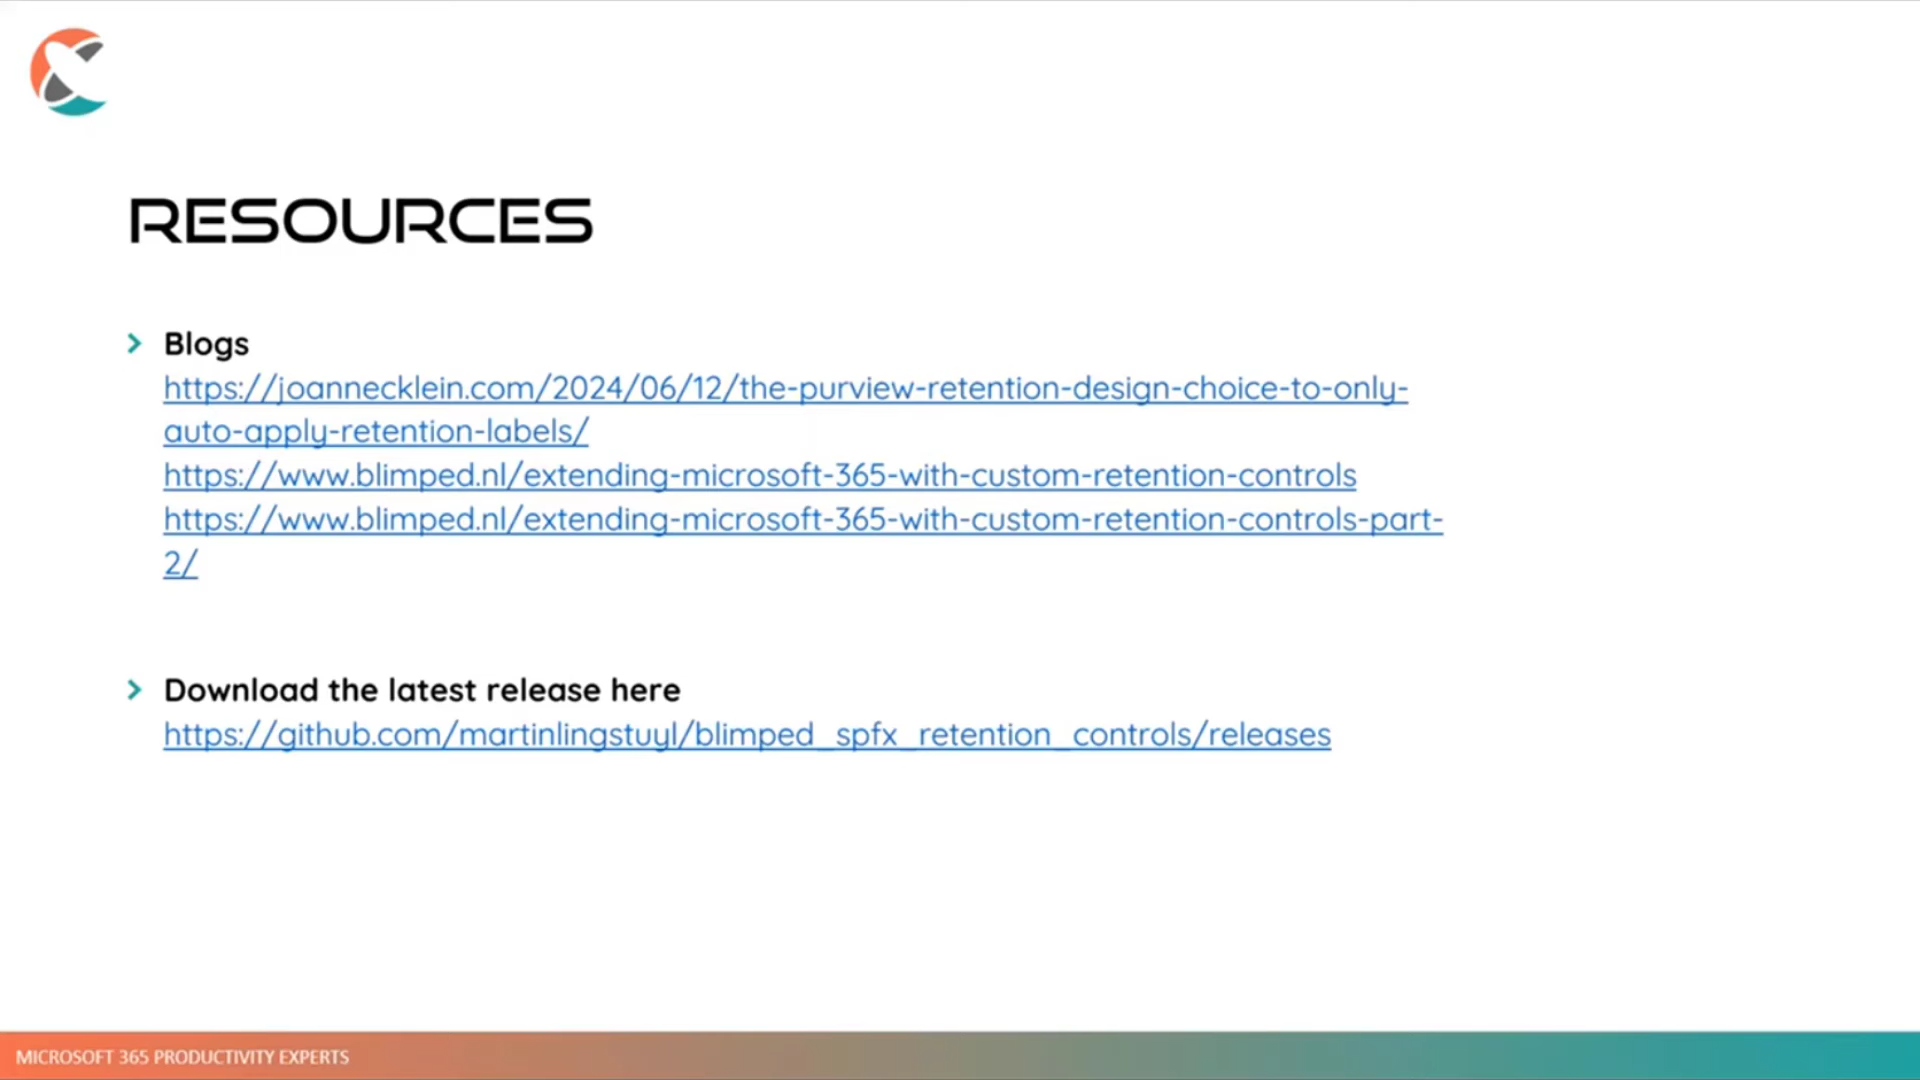 RESOURCES
Blogs
https://joannecklein.com/2024/06/12/the-purview-retention-design-choice-to-only-
auto-apply-retention-labels/
https://www.blimped.nl/extending-microsoft-365-with-custom-retention-controls
https://www.blimped.nl/extending-microsoft-365-with-custom-retention-controls-part-
2/
Download the latest release here
https://github.com/martinlingstuyl/blimped_spfx_retention_controls/releases
MICROSOFT 365 PRODUCTIVITY EXPERTS